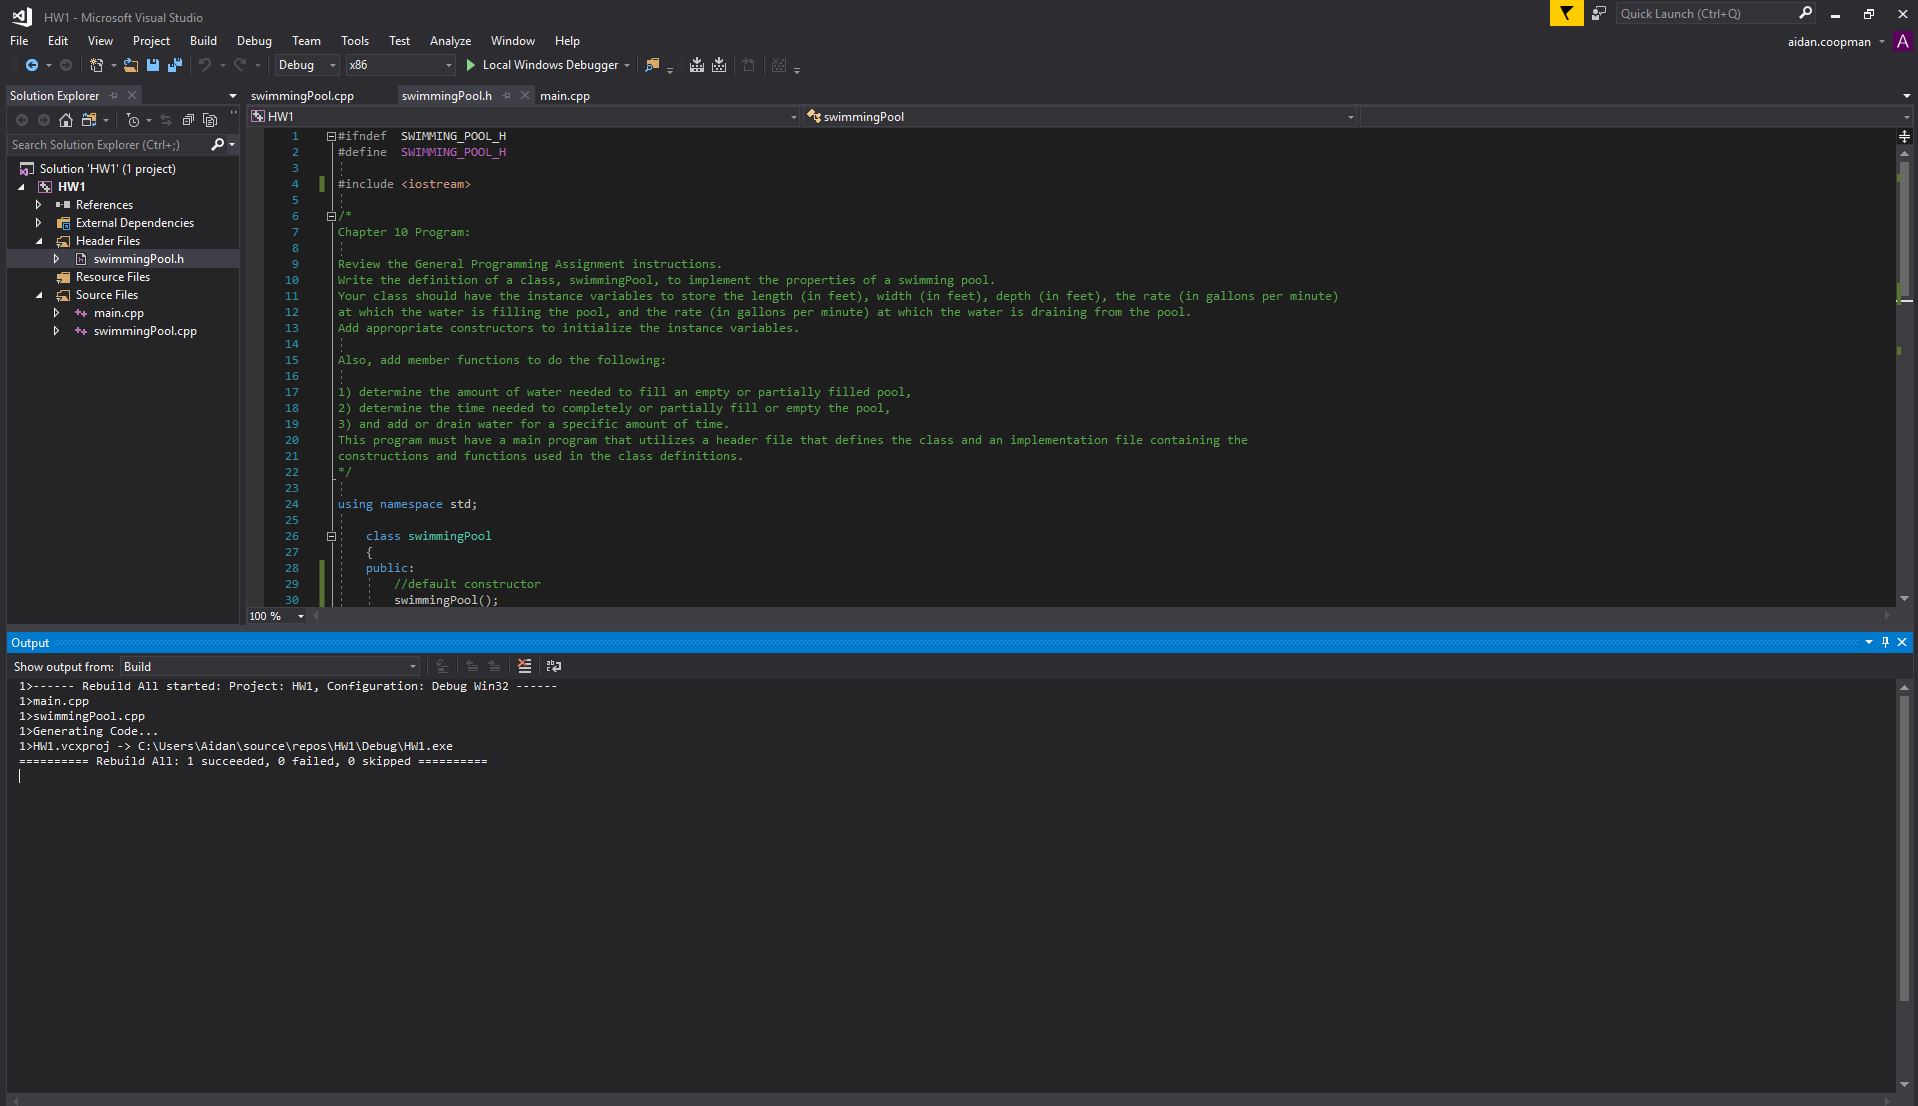 HW1 - Microsoft Visual Studio
Quick Launch (Ctrl+Q)
File Edit View Project Build Debug Team Tools Test Analyze Window Help
aidan.coopman A
Debug x86 Local Windows Debugger
Solution Explorer
Search Solution Explorer (Ctrl+;)
Solution 'HW1' (1 project)
HW1
References
External Dependencies
Header Files
swimmingPool.h
Resource Files
Source Files
main.cpp
swimmingPool.cpp
swimmingPool.cpp swimmingPool.h main.cpp
HW1 swimmingPool
1 #ifndef SWIMMING_POOL_H
2 #define SWIMMING_POOL_H
3
4 #include <iostream>
5
6 /*
7 Chapter 10 Program:
8
9 Review the General Programming Assignment instructions.
10 Write the definition of a class, swimmingPool, to implement the properties of a swimming pool.
11 Your class should have the instance variables to store the length (in feet), width (in feet), depth (in feet), the rate (in gallons per minute)
12 at which the water is filling the pool, and the rate (in gallons per minute) at which the water is draining from the pool.
13 Add appropriate constructors to initialize the instance variables.
14
15 Also, add member functions to do the following:
16
17 1) determine the amount of water needed to fill an empty or partially filled pool,
18 2) determine the time needed to completely or partially fill or empty the pool,
19 3) and add or drain water for a specific amount of time.
20 This program must have a main program that utilizes a header file that defines the class and an implementation file containing the
21 constructions and functions used in the class definitions.
22 */
23
24 using namespace std;
25
26 class swimmingPool
27 {
28 public:
29 //default constructor
30 swimmingPool();
100 %
Output
Show output from: Build
1>------ Rebuild All started: Project: HW1, Configuration: Debug Win32 ------
1>main.cpp
1>swimmingPool.cpp
1>Generating Code...
1>HW1.vcxproj -> C:\Users\Aidan\source\repos\HW1\Debug\HW1.exe
========== Rebuild All: 1 succeeded, 0 failed, 0 skipped ==========